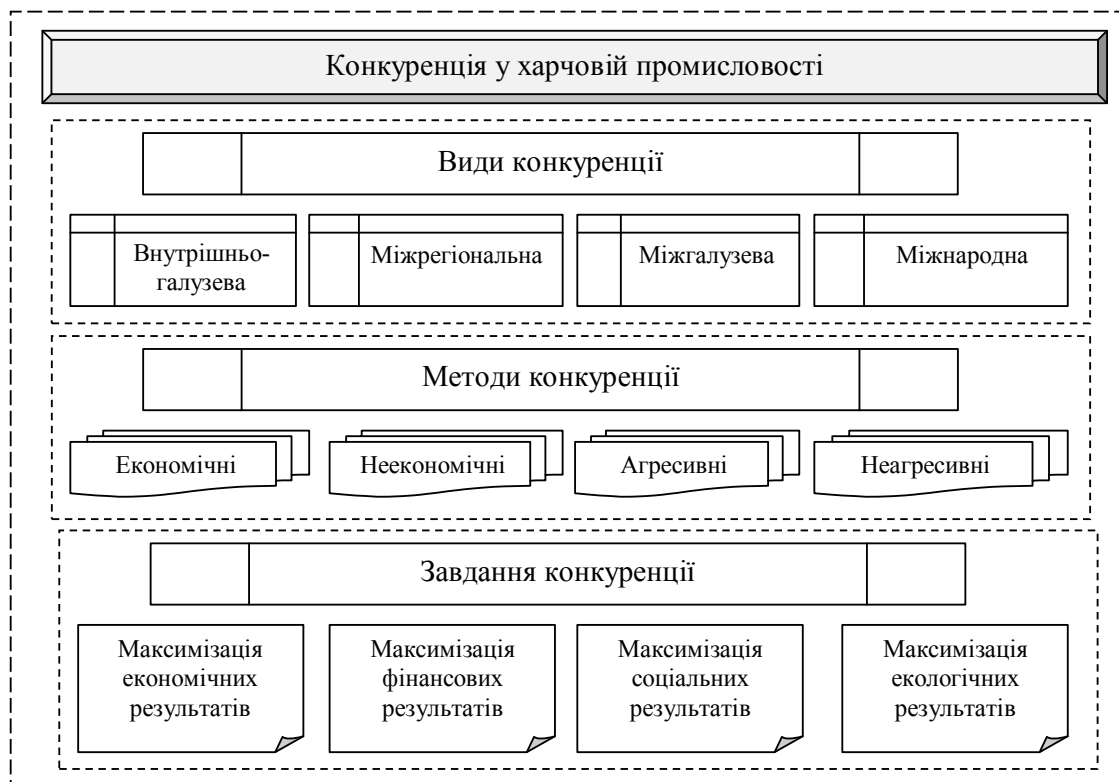 Конкуренція у харчовій промисловості
Види конкуренції
Внутрішньо-
галузева
Міжрегіональна
Міжгалузева
Міжнародна
Методи конкуренції
Економічні
Неекономічні
Агресивні
Неагресивні
Завдання конкуренції
Максимізація
економічних
результатів
Максимізація
фінансових
результатів
Максимізація
соціальних
результатів
Максимізація
екологічних
результатів